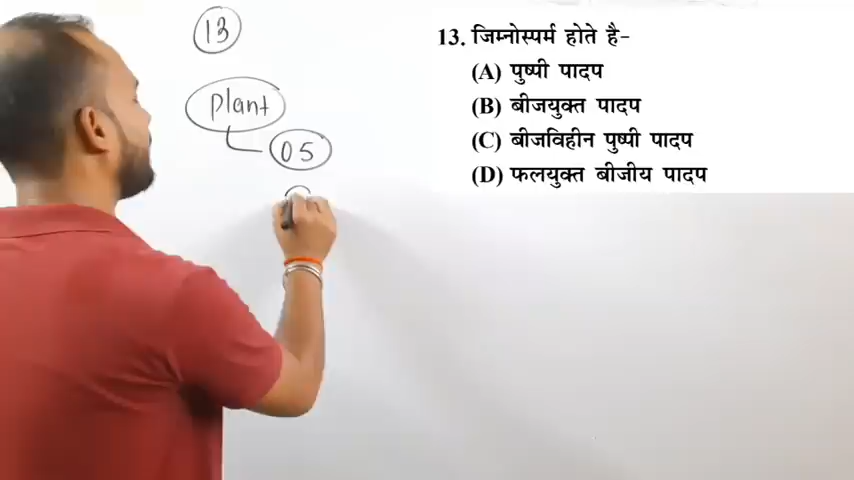 13
Plant
05
13. जिम्नोस्पर्म होते है-
(A) पुष्पी पादप
(B) बीजयुक्त पादप
(C) बीजविहीन पुष्पी पादप
(D) फलयुक्त बीजीय पादप